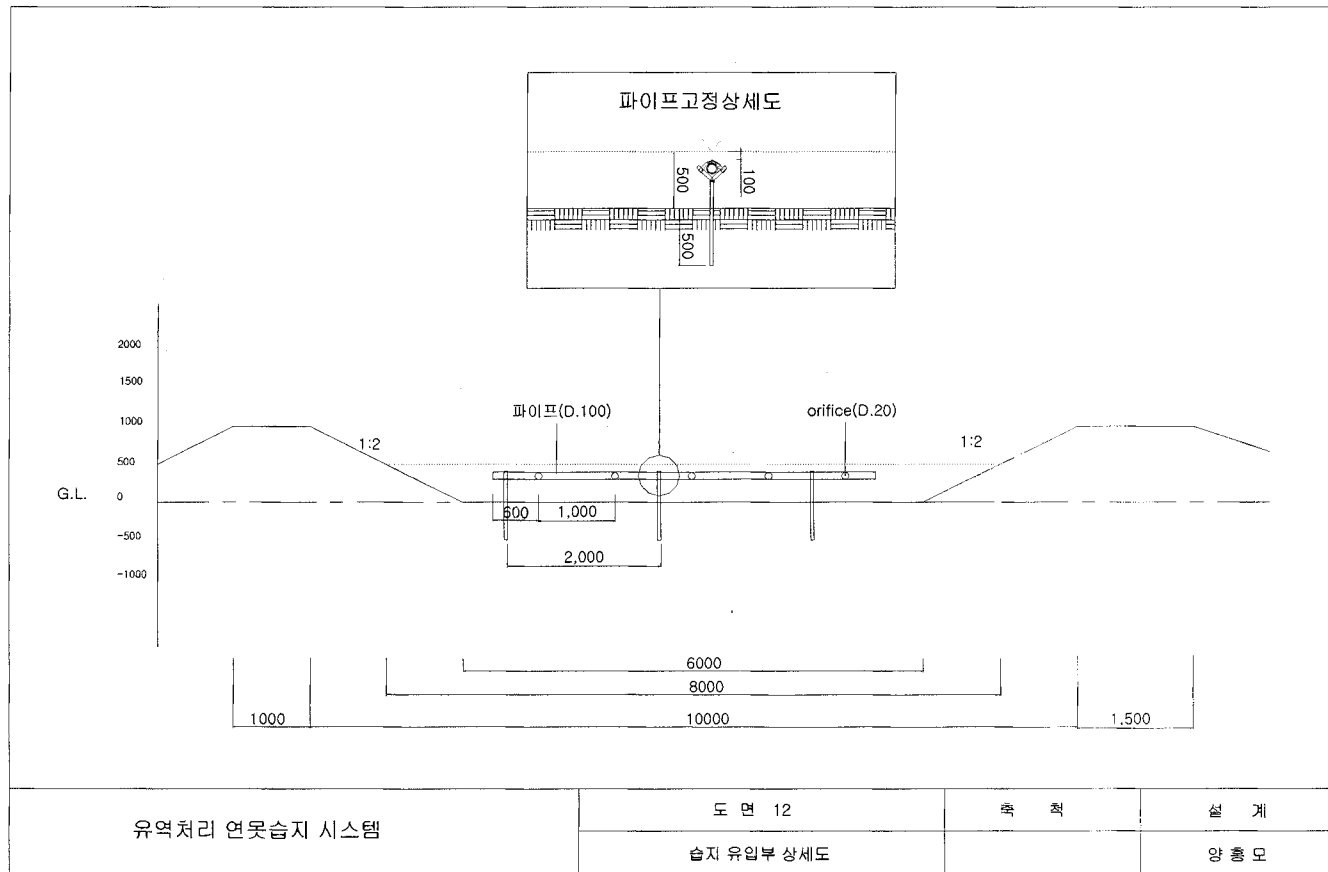 파이프고정상세도
500
100
500
2000
1500
1000
500
G.L.
0
-500
-1000
파이프(D.100)
orifice(D.20)
1:2
1:2
600
1,000
2,000
6000
8000
1000
10000
1,500
유역처리 연못습지 시스템
도 면 12
축 척
설 계
습지 유입부 상세도
양홍모